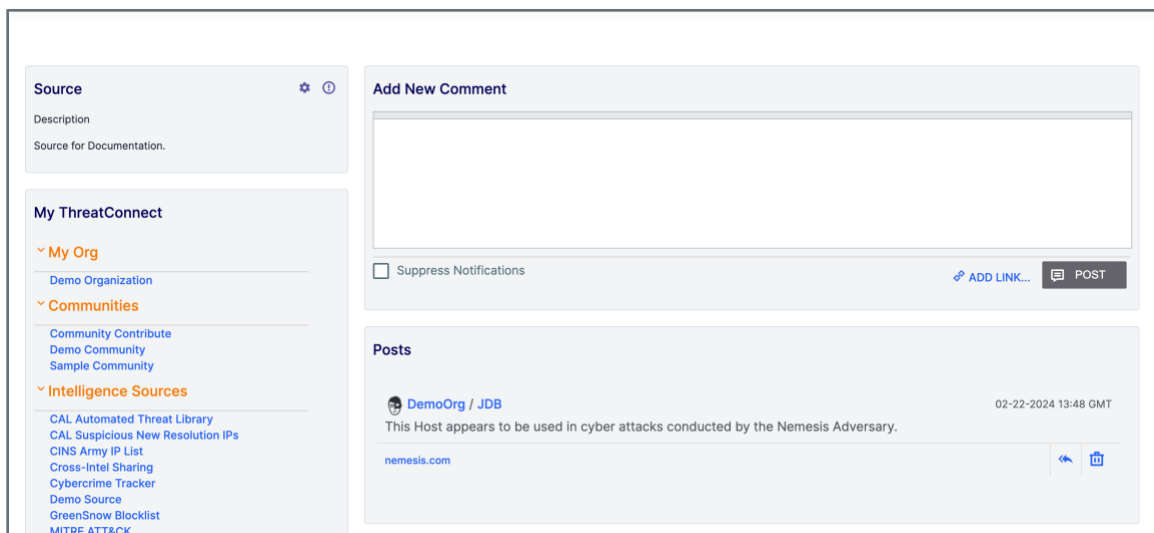 Source
Description
Source for Documentation.
My ThreatConnect
My Org
Demo Organization
Communities
Community Contribute
Demo Community
Sample Community
Intelligence Sources
CAL Automated Threat Library
CAL Suspicious New Resolution IPs
CINS Army IP List
Cross-Intel Sharing
Cybercrime Tracker
Demo Source
GreenSnow Blocklist
MITRE ATT&CK
Add New Comment
Suppress Notifications
ADD LINK...
POST
Posts
DemoOrg / JDB
02-22-2024 13:48 GMT
This Host appears to be used in cyber attacks conducted by the Nemesis Adversary.
nemesis.com